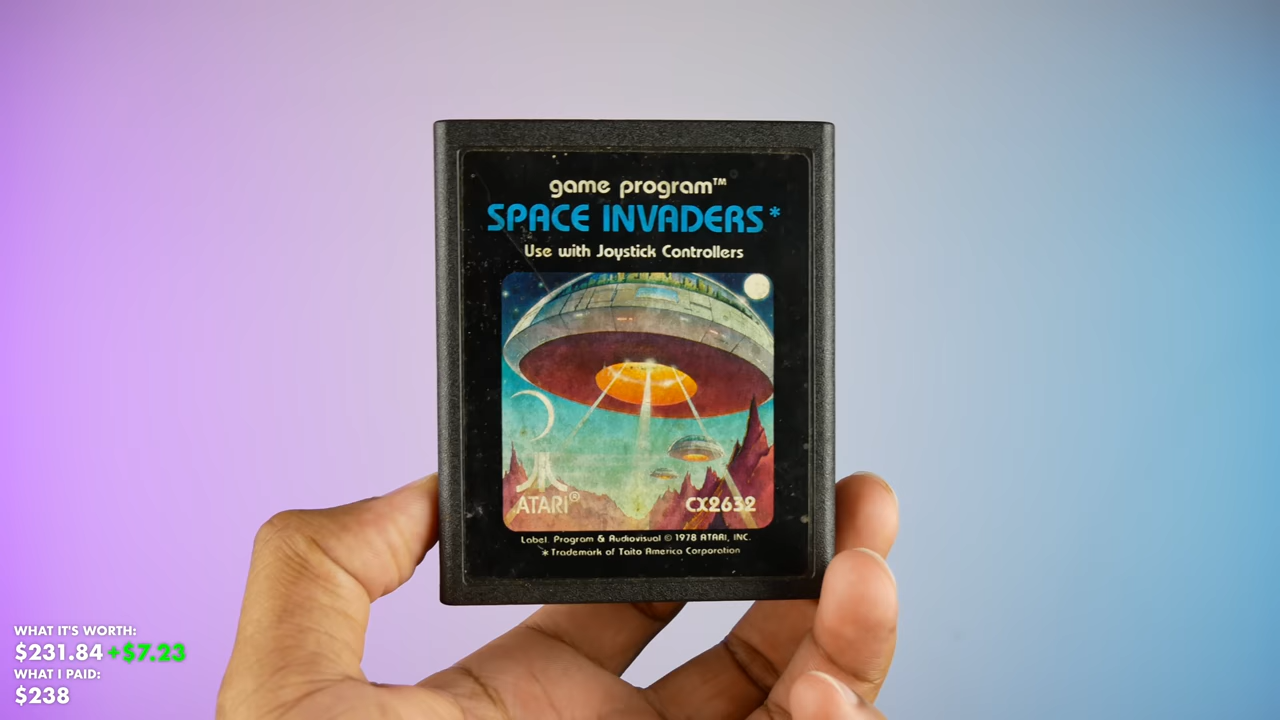 game program™
SPACE INVADERS*
Use with Joystick Controllers
ATARI®
CX2632
Label, Program & Audiovisual © 1978 ATARI, INC.
*Trademark of Taito America Corporation
WHAT IT'S WORTH:
$231.84 +$7.23
WHAT I PAID:
$238